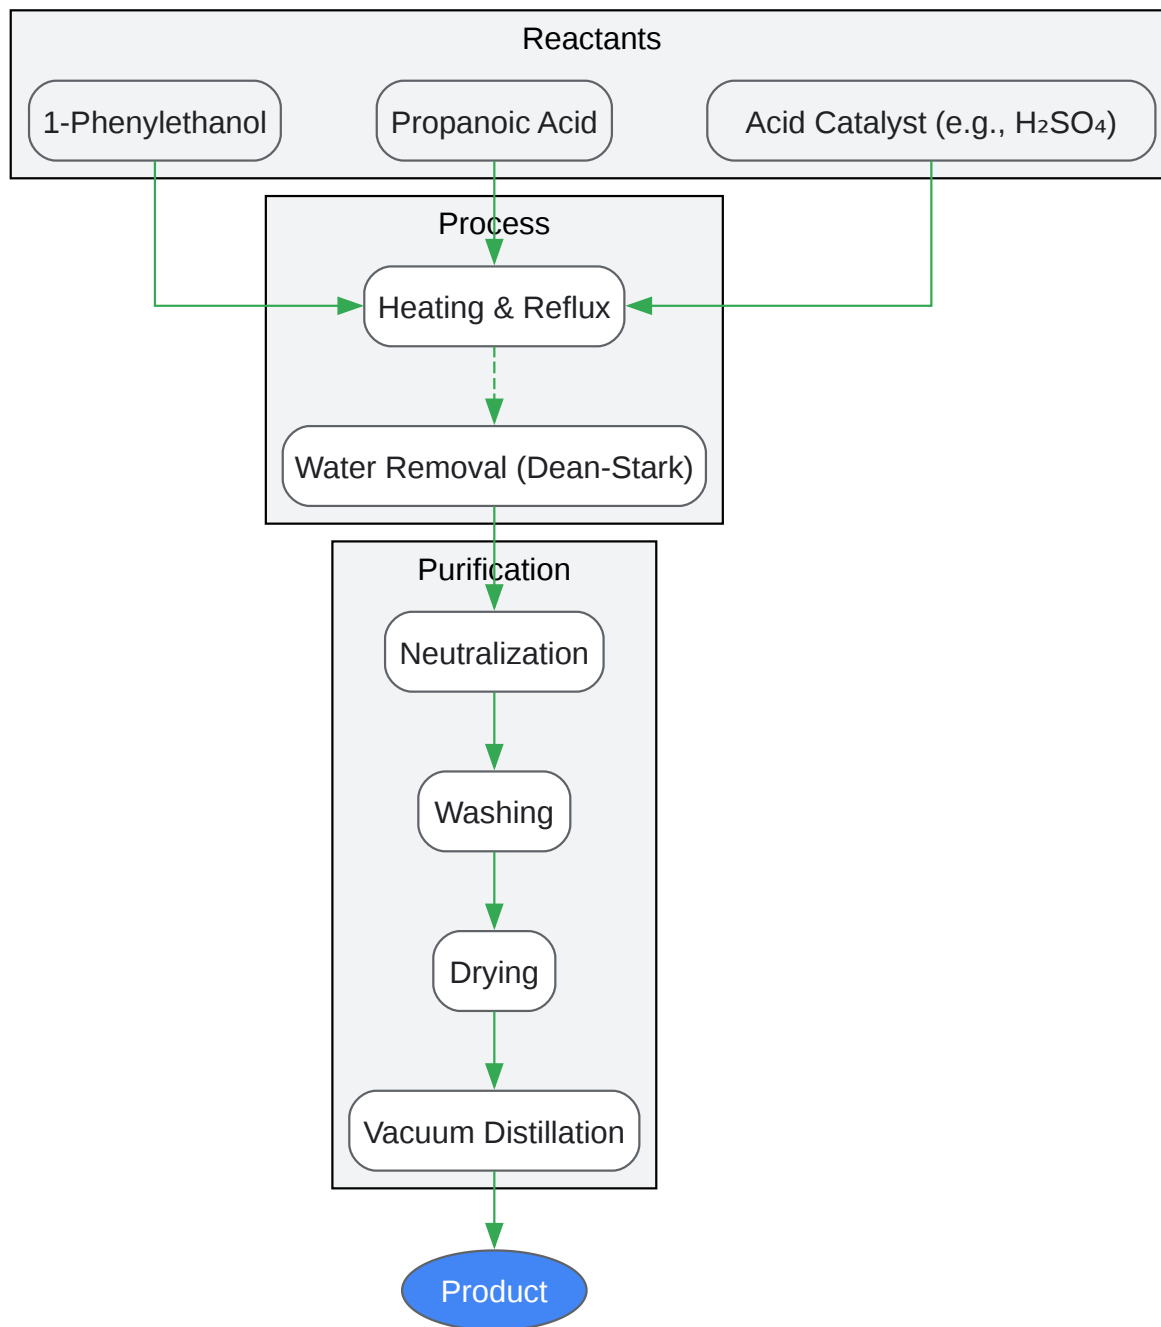 Reactants
1-Phenylethanol
Propanoic Acid
Acid Catalyst (e.g., H₂SO₄)
Process
Heating & Reflux
Water Removal (Dean-Stark)
Purification
Neutralization
Washing
Drying
Vacuum Distillation
Product